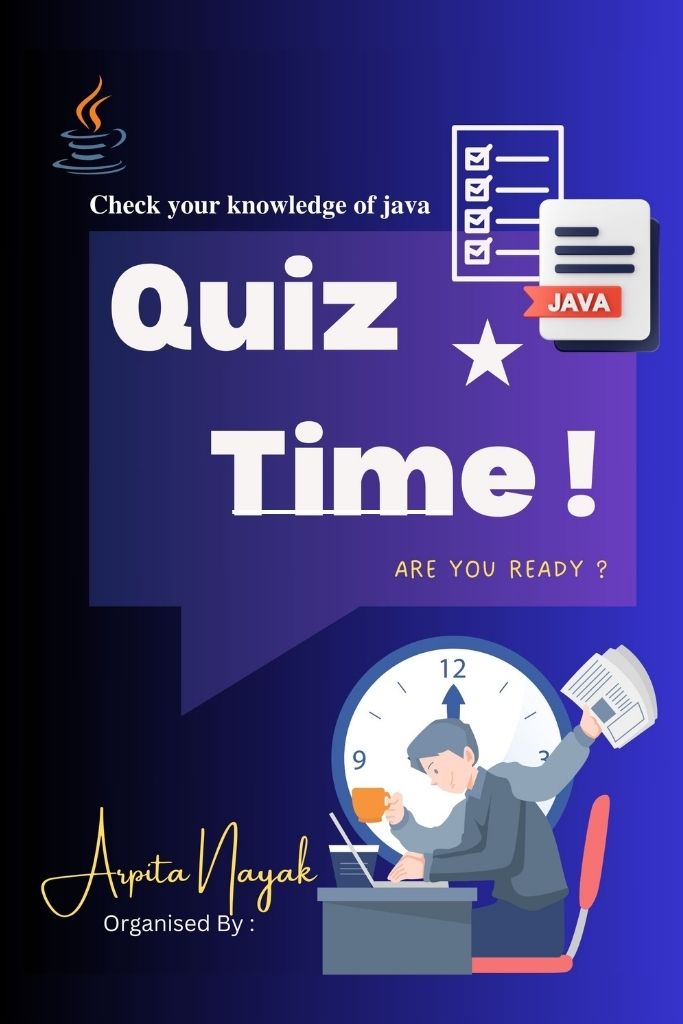 Check your knowledge of java
JAVA
Quiz
Time !
ARE YOU READY ?
12
9
3
Arpita Nayak
Organised By :